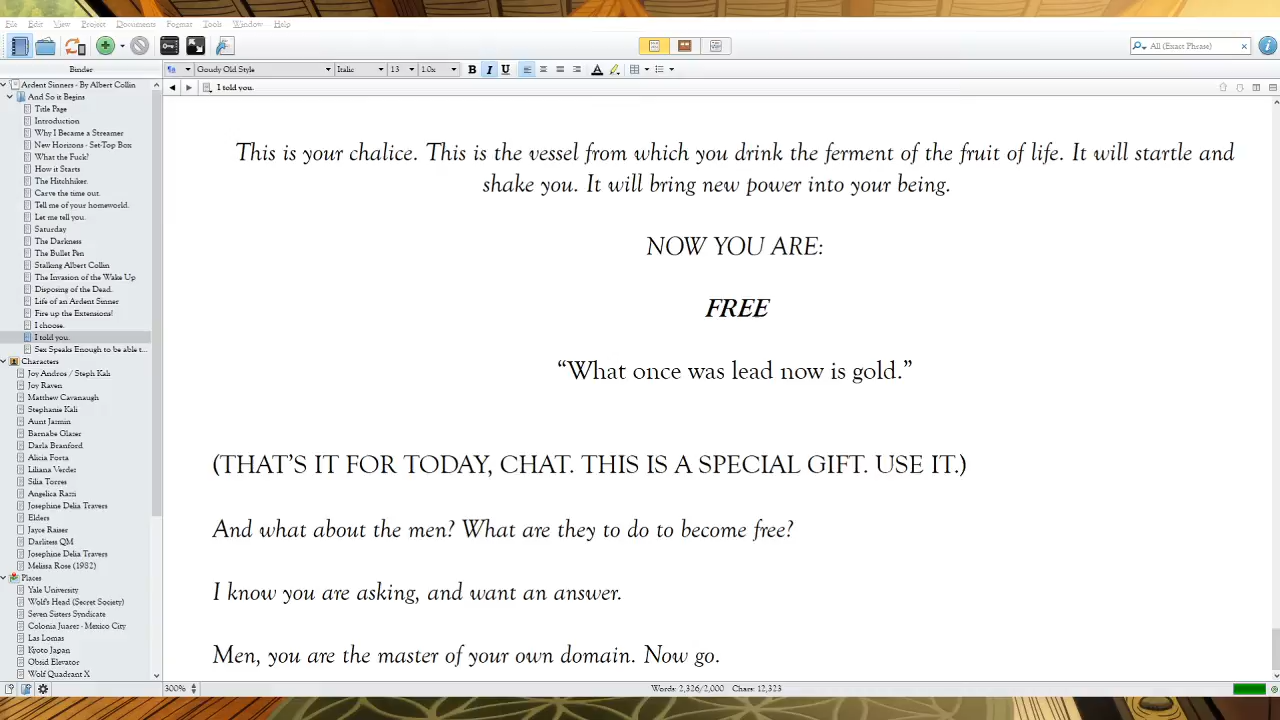 File Edit View Project Documents Format Tools Window Help
All (Exact Phrase)
Binder
Goudy Old Style Italic 13 1.0x B I U A
I told you.
Ardent Sinners - By Albert Collin
And So it Begins
Title Page
Introduction
Why I Became a Streamer
New Horizons - Set-Top Box
What the Fuck?
How it Starts
The Hitchhiker.
Carve the time out.
Tell me of your homeworld.
Let me tell you.
Saturday
The Darkness
The Bullet Pen
Stalking Albert Collin
The Invasion of the Wake Up
Disposing of the Dead.
Life of an Ardent Sinner
Fire up the Extensions!
I choose.
I told you.
Sex Speaks Enough to be able t...
Characters
Joy Andros / Steph Kali
Joy Raven
Matthew Cavanaugh
Stephanie Kali
Aunt Jazmin
Barnabe Glazer
Darla Branford
Alicia Forta
Liliana Verdez
Silia Torres
Angelica Razn
Josephine Delia Travers
Elders
Jayce Raiser
Darlitess QM
Josephine Delia Travers
Melissa Rose (1982)
Places
Yale University
Wolf's Head (Secret Society)
Seven Sisters Syndicate
Colonia Juarez - Mexico City
Las Lomas
Kyoto Japan
Obsid Elevator
Wolf Quadrant X
This is your chalice. This is the vessel from which you drink the ferment of the fruit of life. It will startle and
shake you. It will bring new power into your being.
NOW YOU ARE:
FREE
“What once was lead now is gold.”
(THAT’S IT FOR TODAY, CHAT. THIS IS A SPECIAL GIFT. USE IT.)
And what about the men? What are they to do to become free?
I know you are asking, and want an answer.
Men, you are the master of your own domain. Now go.
300% Words: 2,326/2,000 Chars: 12,323